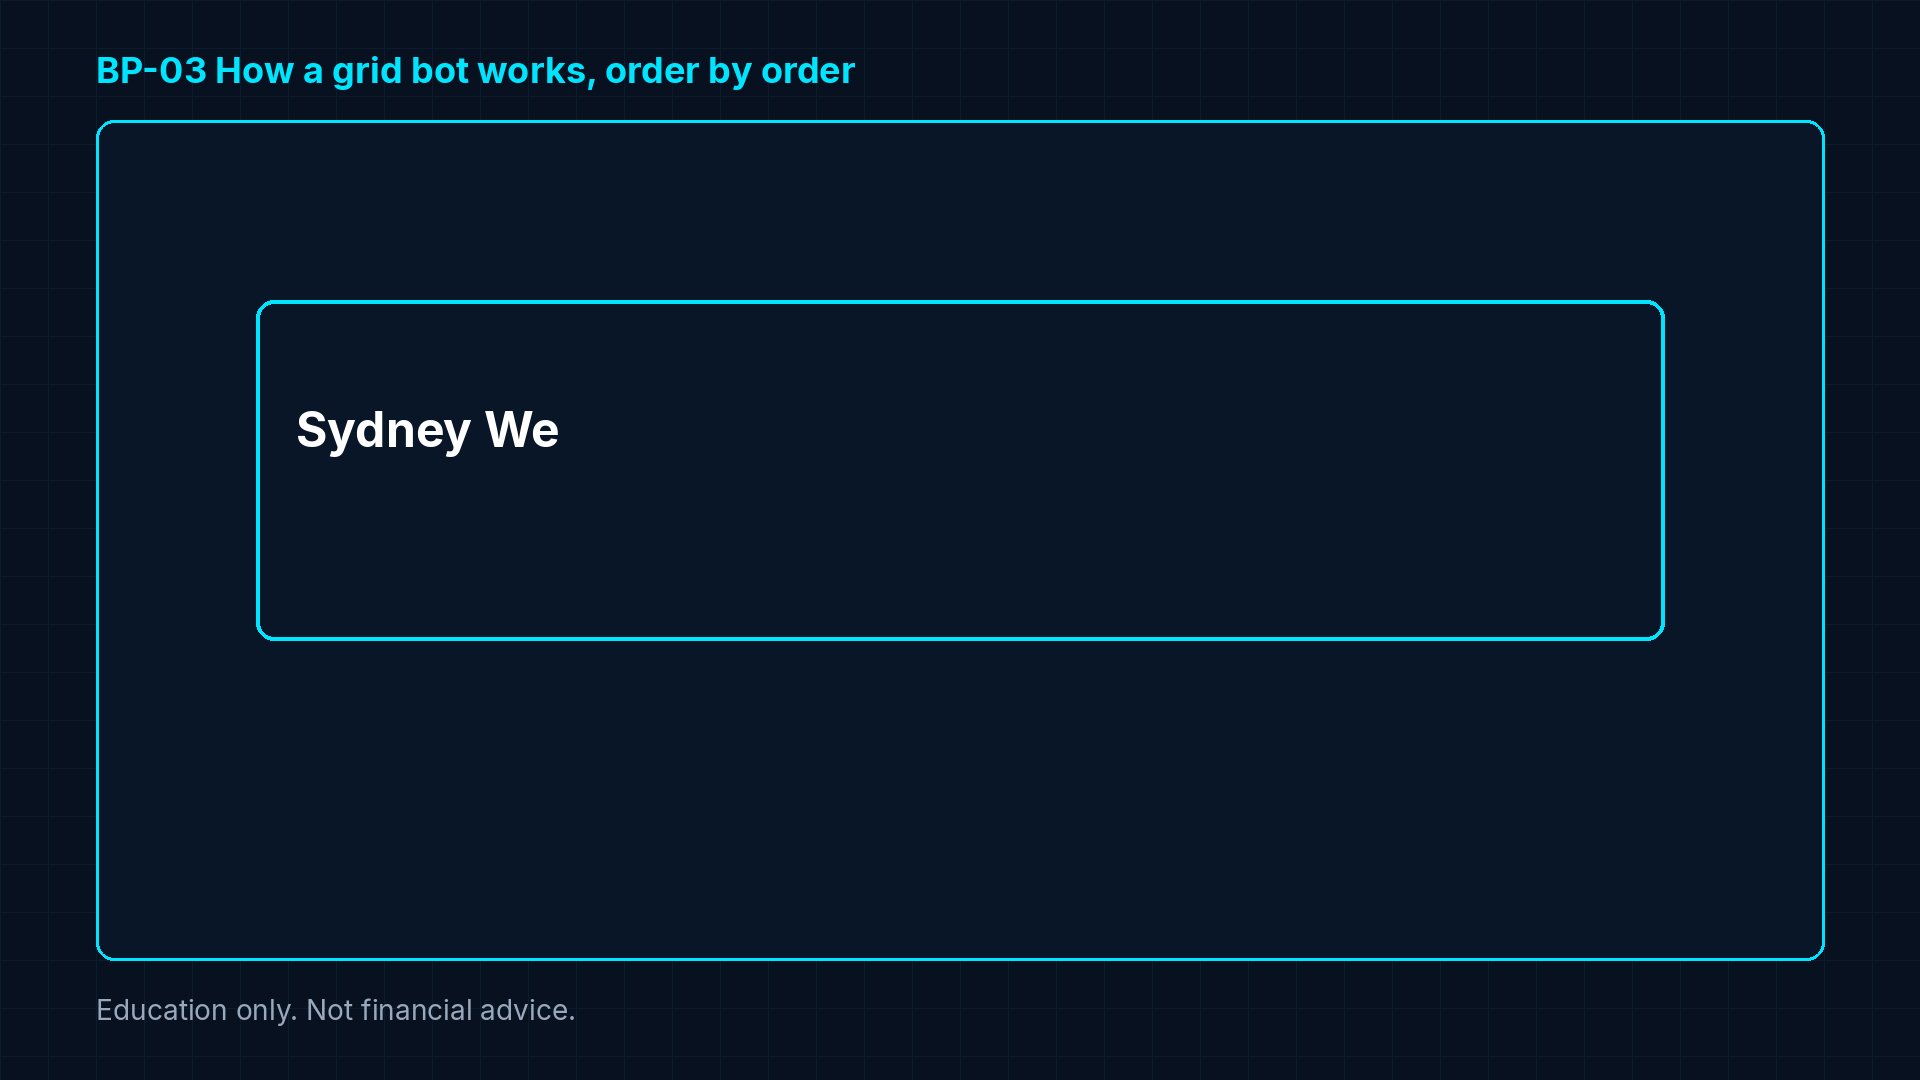 BP-03 How a grid bot works, order by order
Sydney We
Education only. Not financial advice.